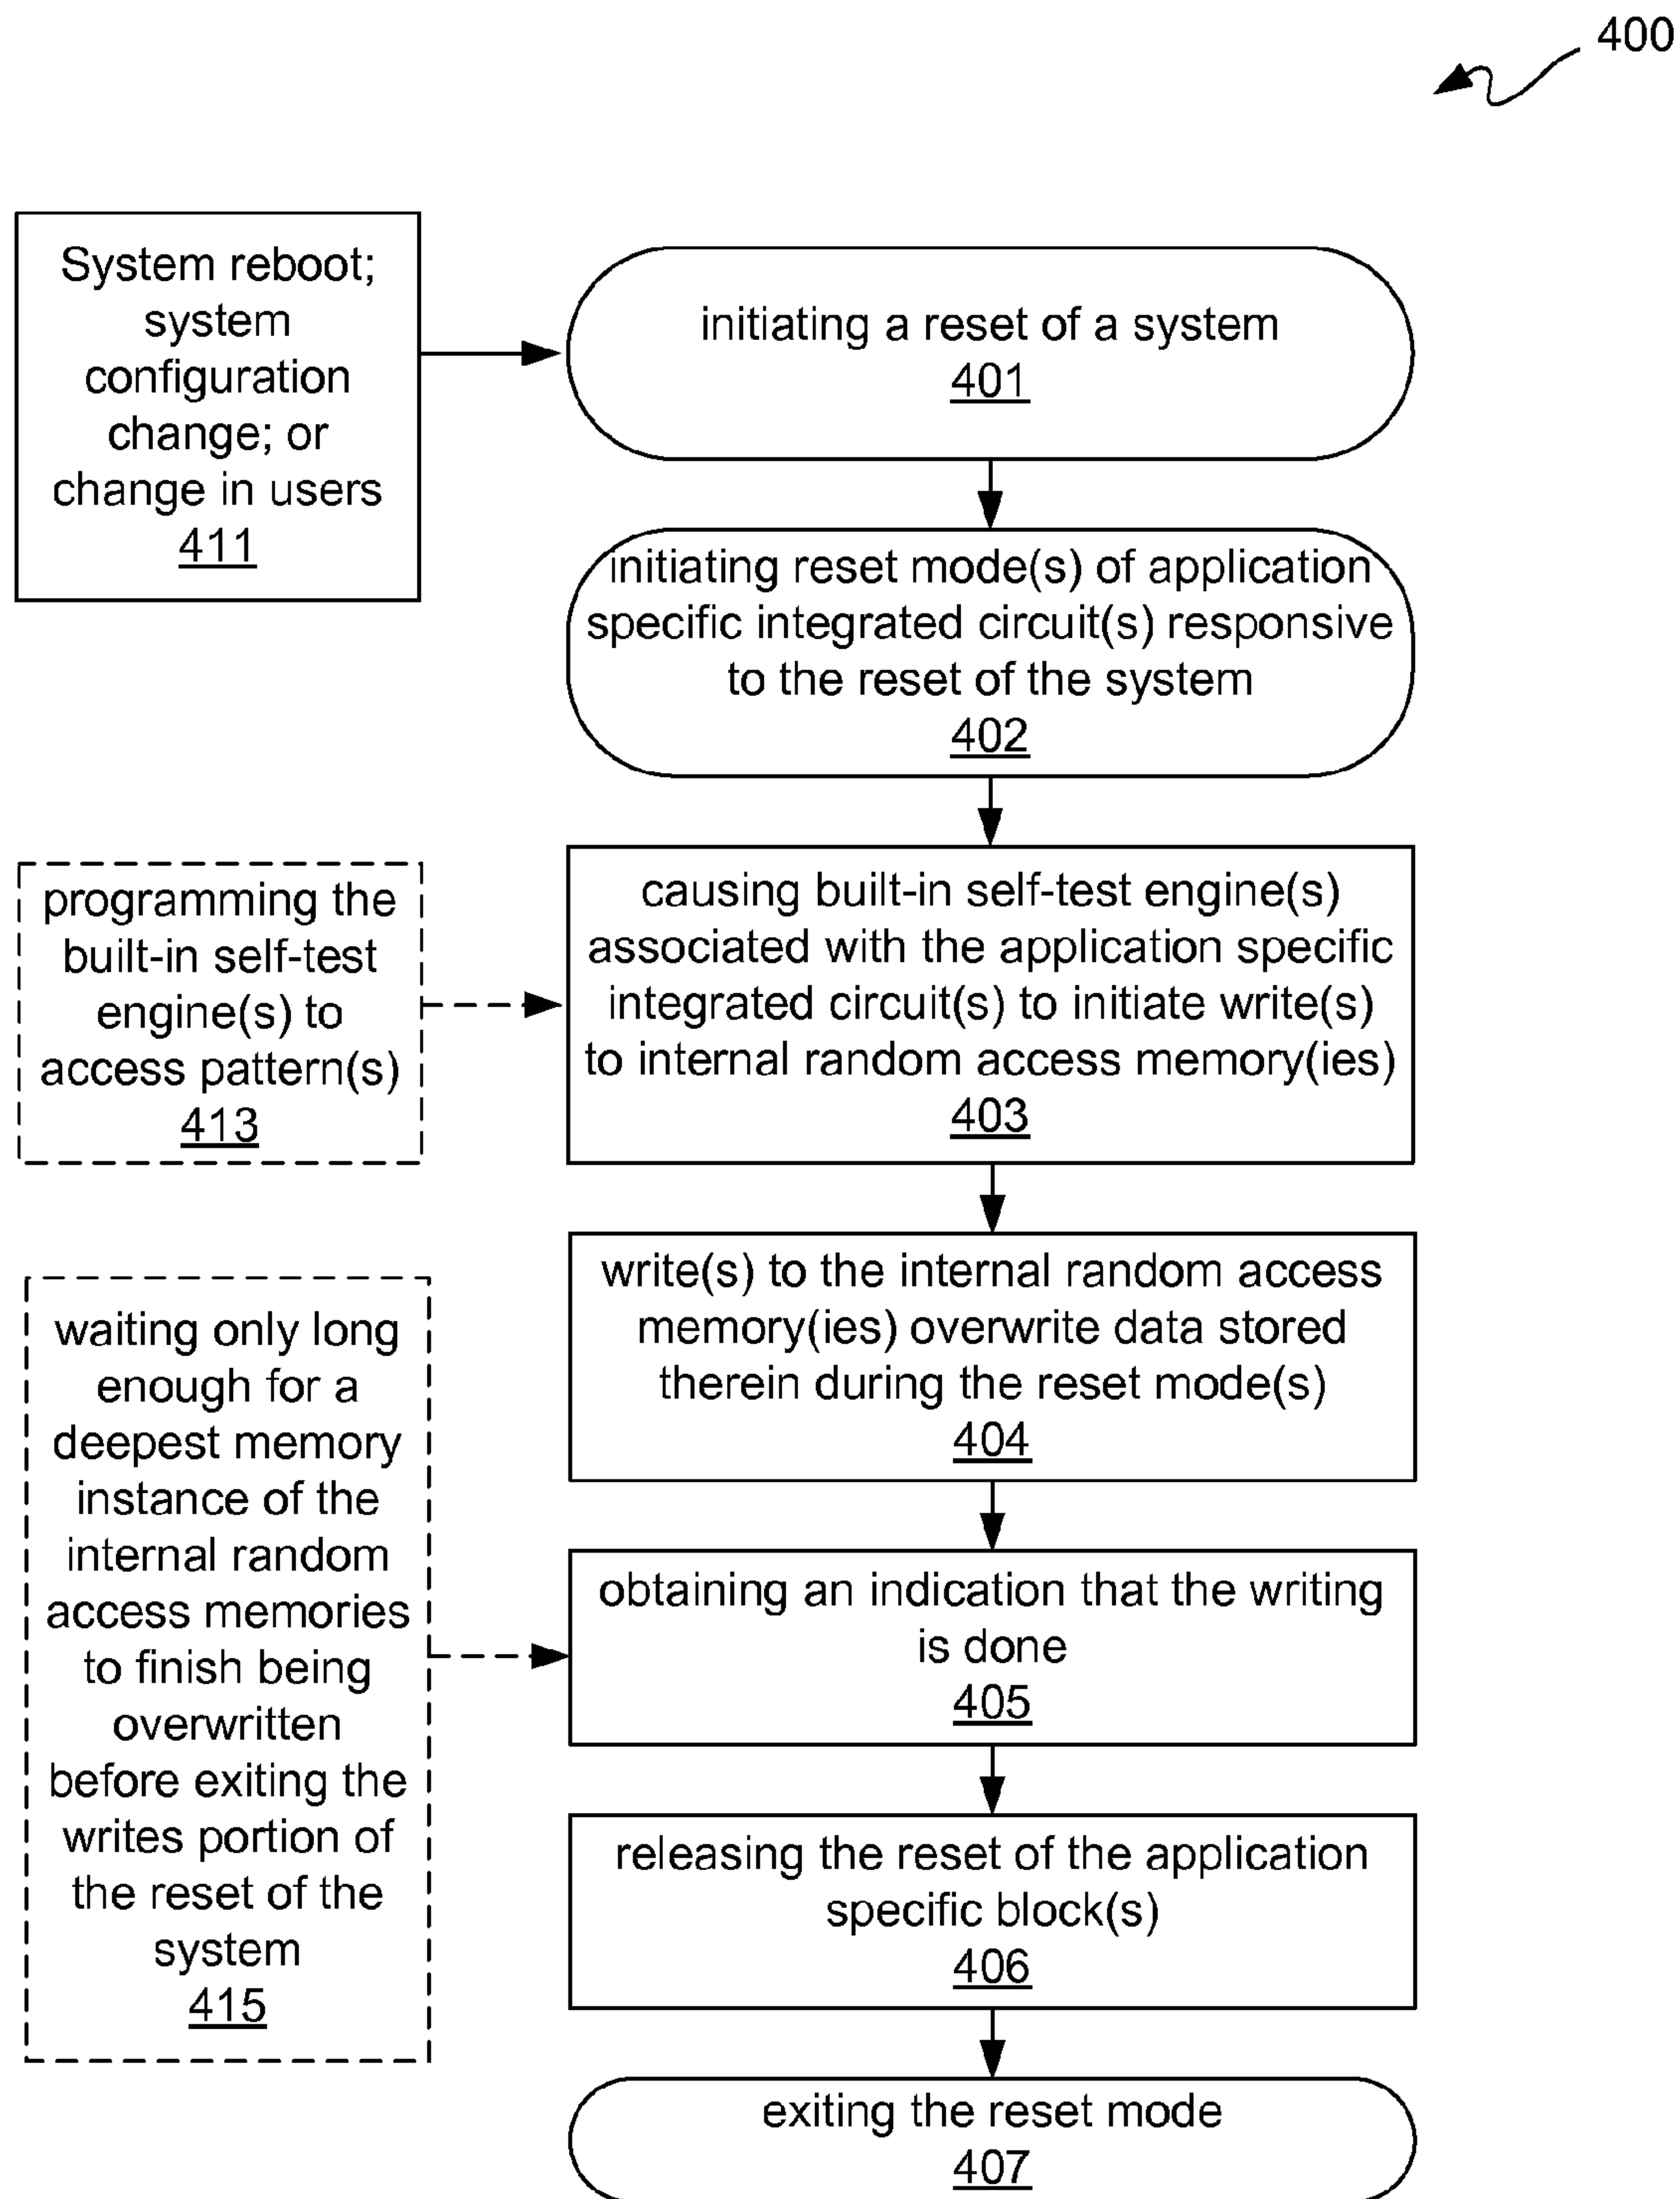 400
System reboot;
system
configuration
change; or
change in users
411
initiating a reset of a system
401
initiating reset mode(s) of application
specific integrated circuit(s) responsive
to the reset of the system
402
programming the
built-in self-test
engine(s) to
access pattern(s)
413
causing built-in self-test engine(s)
associated with the application specific
integrated circuit(s) to initiate write(s)
to internal random access memory(ies)
403
write(s) to the internal random access
memory(ies) overwrite data stored
therein during the reset mode(s)
404
waiting only long
enough for a
deepest memory
instance of the
internal random
access memories
to finish being
overwritten
before exiting the
writes portion of
the reset of the
system
415
obtaining an indication that the writing
is done
405
releasing the reset of the application
specific block(s)
406
exiting the reset mode
407